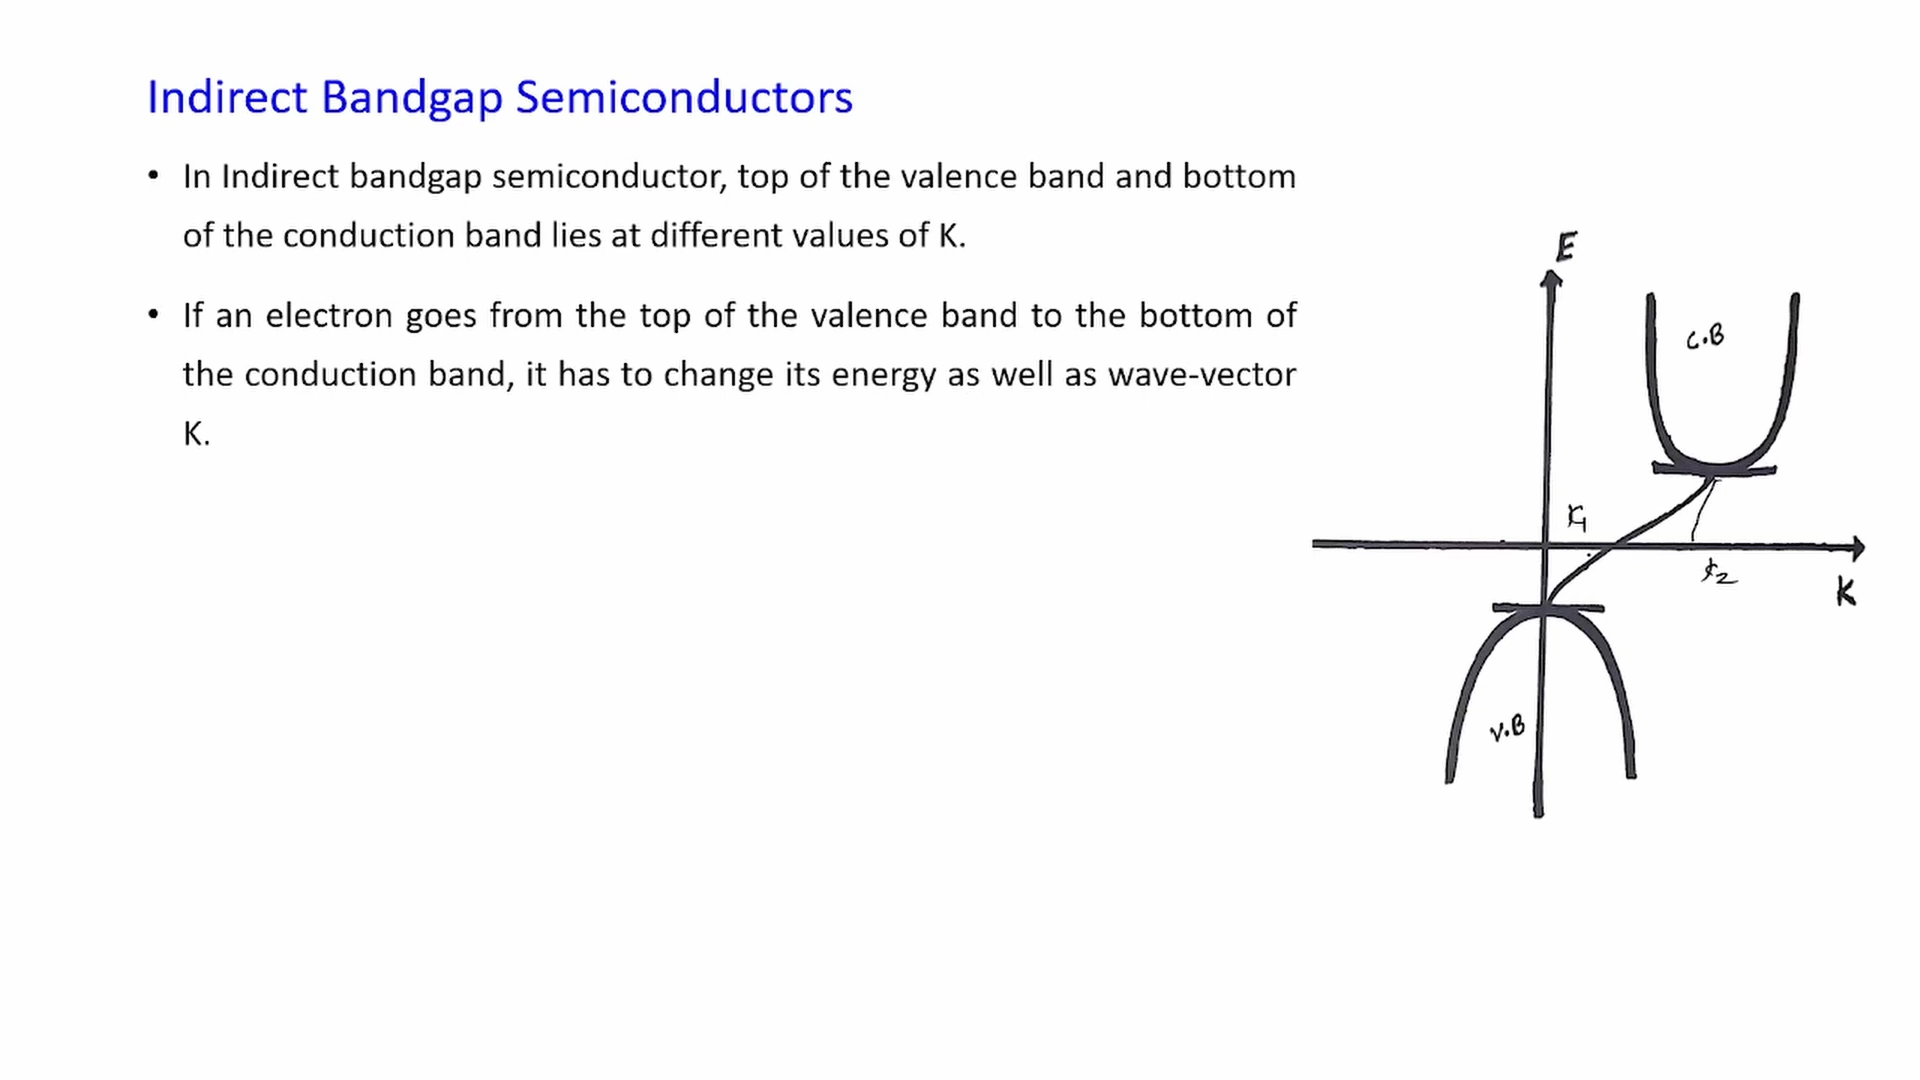 Indirect Bandgap Semiconductors
• In Indirect bandgap semiconductor, top of the valence band and bottom
of the conduction band lies at different values of K.
• If an electron goes from the top of the valence band to the bottom of
the conduction band, it has to change its energy as well as wave-vector
K.
E
C.B
K1
K2
K
V.B